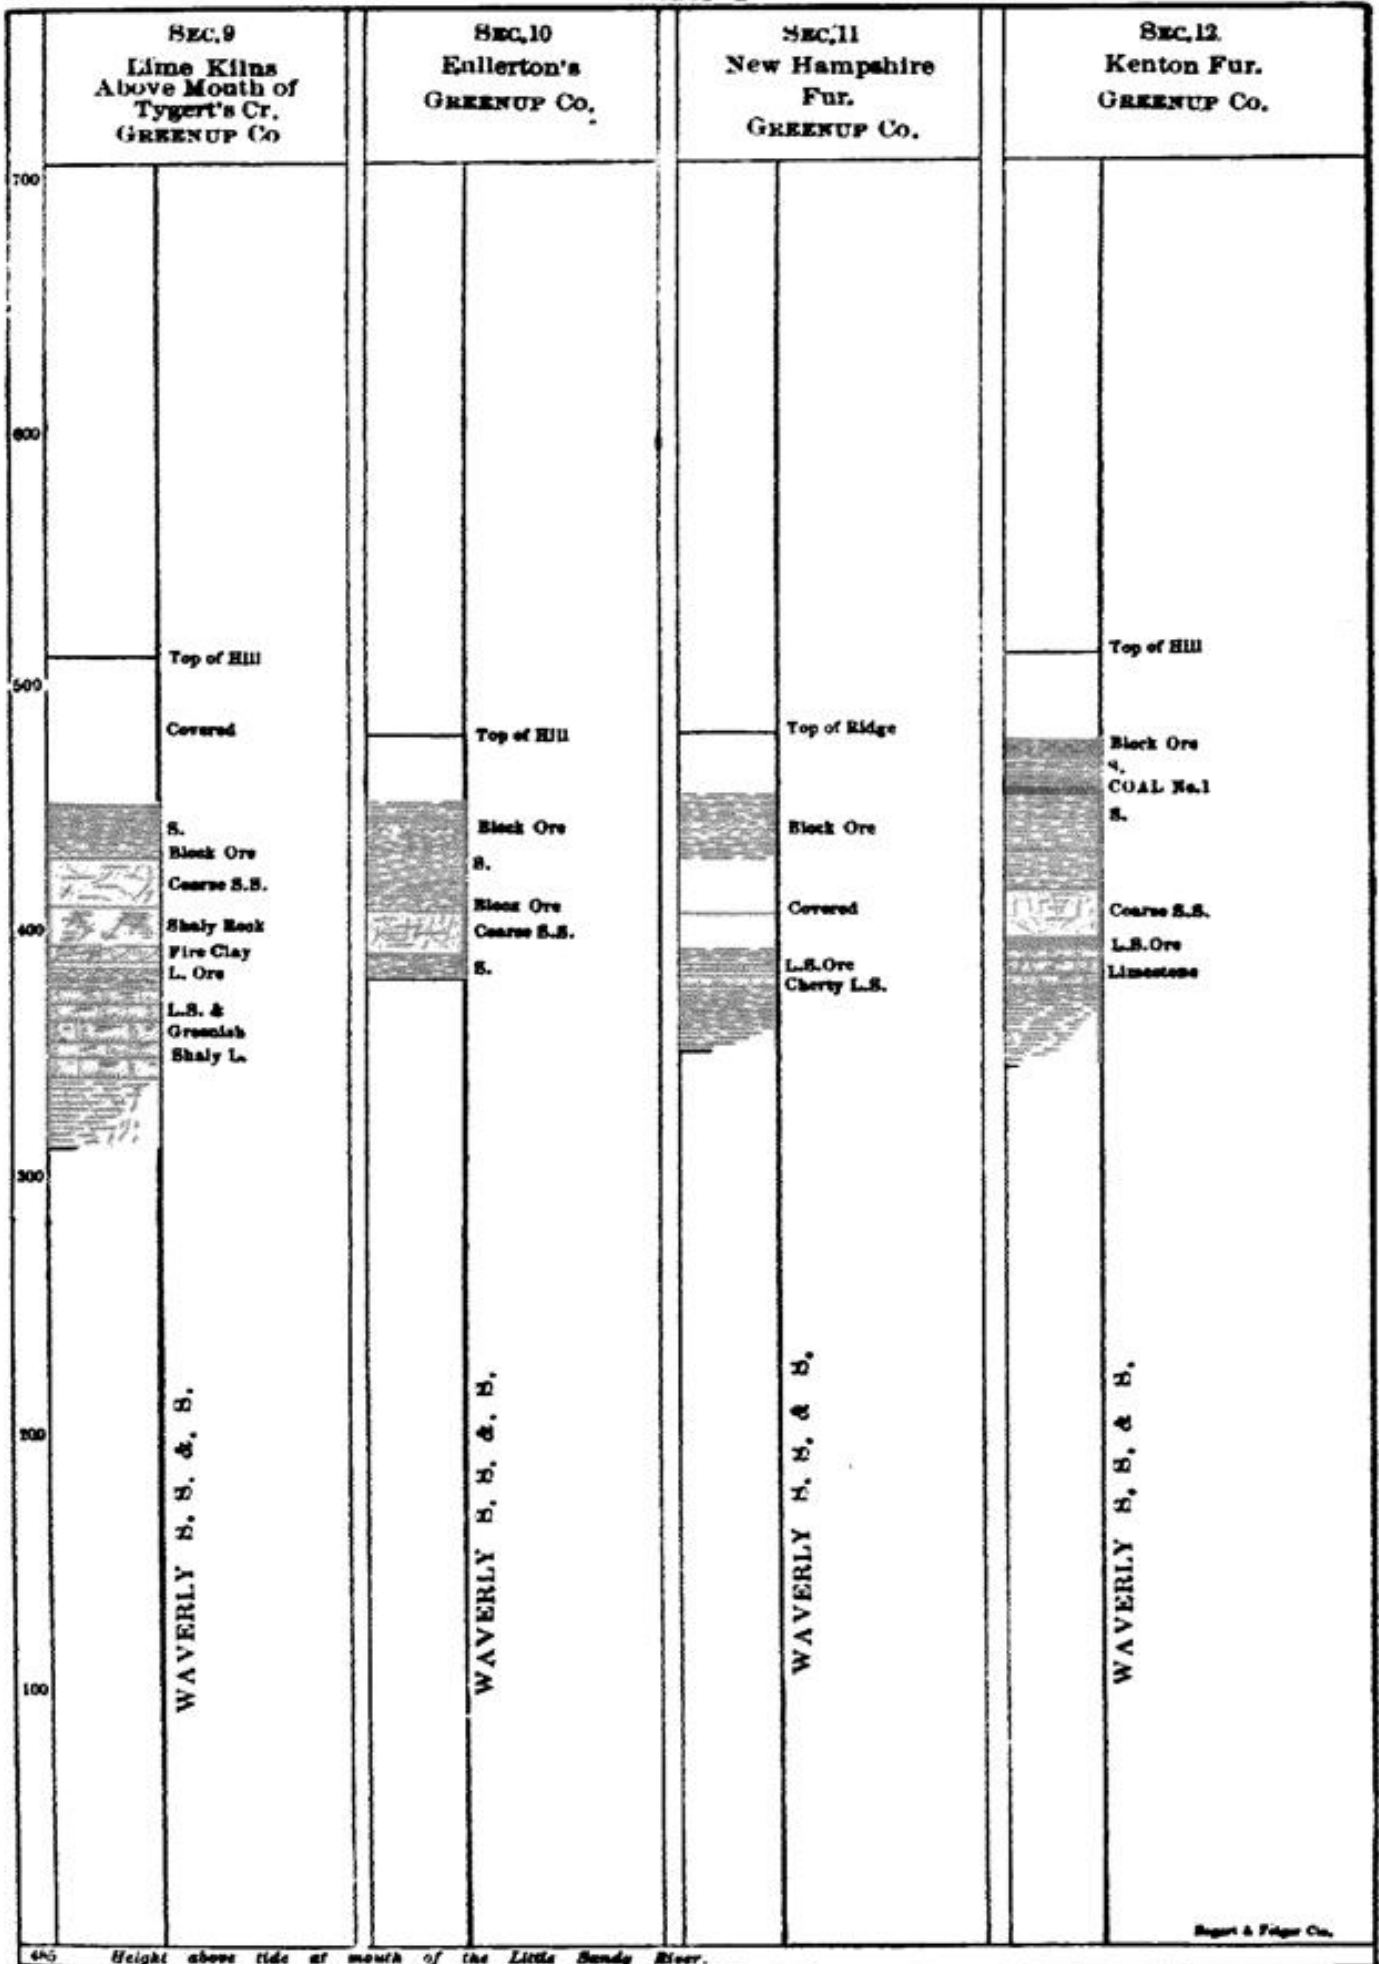 SEC. 9
Lime Kilns
Above Mouth of
Tygert's Cr.
GREENUP Co
SEC. 10
Enllerton's
GREENUP Co.
SEC. 11
New Hampshire
Fur.
GREENUP Co.
SEC. 12.
Kenton Fur.
GREENUP Co.
700
600
500
400
300
200
100
Top of Hill
Covered
S.
Block Ore
Coarse S.S.
Shaly Rock
Fire Clay
L. Ore
L.S. &
Greenish
Shaly L.
WAVERLY S. S. &. S.
Top of Hill
Block Ore
S.
Block Ore
Coarse S.S.
S.
WAVERLY S. S. &. S.
Top of Ridge
Block Ore
Covered
L.S. Ore
Cherty L.S.
WAVERLY S. S. & S.
Top of Hill
Block Ore
S.
COAL No. 1
S.
Coarse S.S.
L.S. Ore
Limestone
WAVERLY S. S. & S.
Height above tide at mouth of the Little Sandy River.